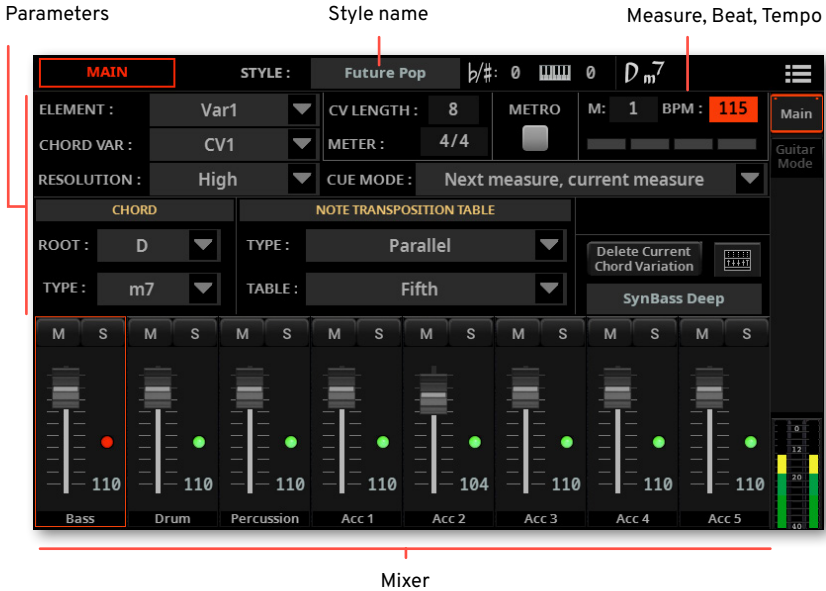 Parameters Style name Measure, Beat, Tempo
MAIN STYLE : Future Pop ♭/♯: 0 0 D m7
ELEMENT : Var1 CV LENGTH : 8 METRO M: 1 BPM : 115 Main
CHORD VAR : CV1 METER : 4/4 Guitar Mode
RESOLUTION : High CUE MODE : Next measure, current measure
CHORD NOTE TRANSPOSITION TABLE
ROOT : D TYPE : Parallel Delete Current Chord Variation
TYPE : m7 TABLE : Fifth SynBass Deep
M S M S M S M S M S M S M S M S
0
12
20
110 110 110 110 104 110 110 110
40
Bass Drum Percussion Acc 1 Acc 2 Acc 3 Acc 4 Acc 5
Mixer